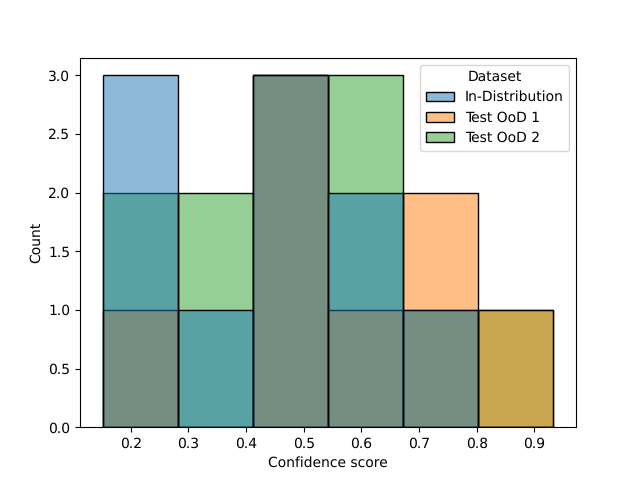 Dataset
In-Distribution
Test OoD 1
Test OoD 2
3.0
2.5
2.0
1.5
1.0
0.5
0.0
Count
0.2 0.3 0.4 0.5 0.6 0.7 0.8 0.9
Confidence score